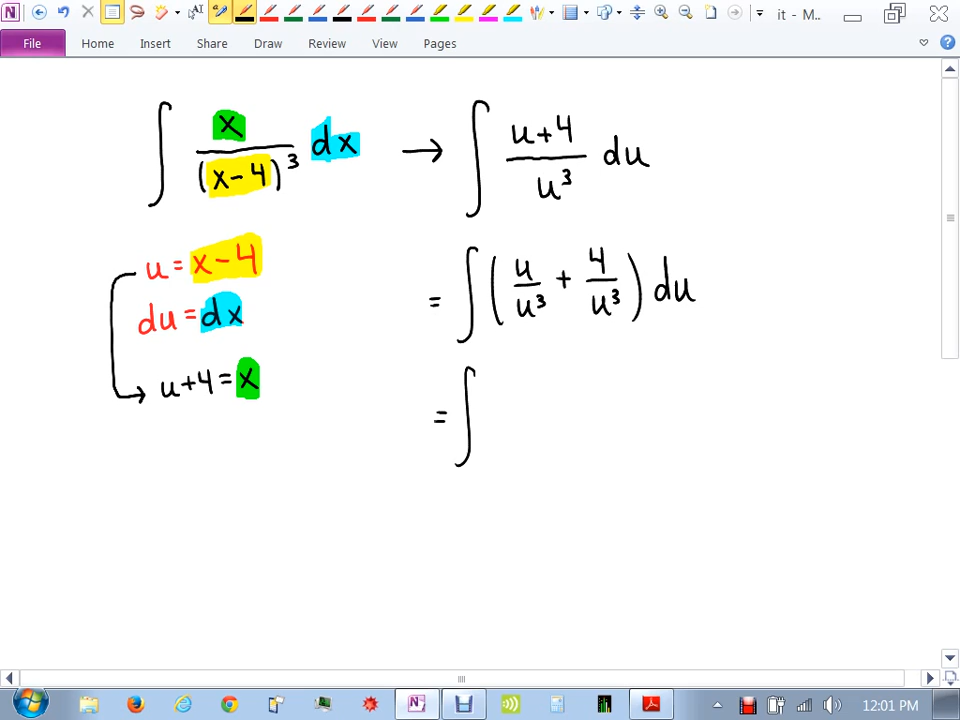 it - M..
File Home Insert Share Draw Review View Pages
∫ x/(x-4)³ dx → ∫ (u+4)/u³ du
u = x-4
= ∫ (u/u³ + 4/u³) du
du = dx
u+4 = x
= ∫
12:01 PM